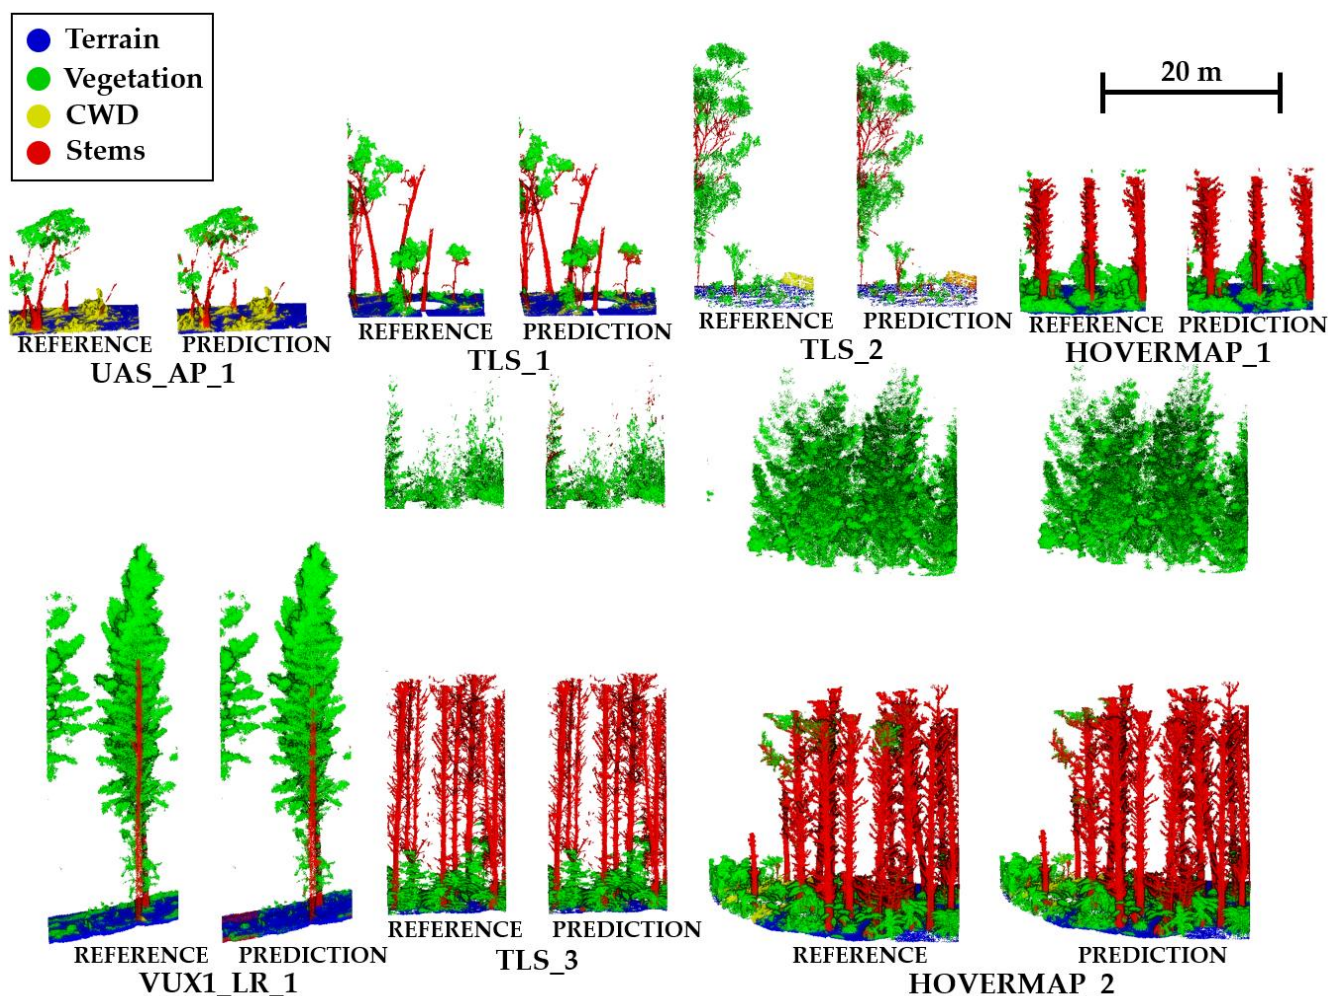 Terrain
Vegetation
CWD
Stems
20 m
REFERENCE PREDICTION
UAS_AP_1
REFERENCE PREDICTION
TLS_1
REFERENCE PREDICTION
TLS_2
REFERENCE PREDICTION
HOVERMAP_1
REFERENCE PREDICTION
VUX1_LR_1
REFERENCE PREDICTION
TLS_3
REFERENCE PREDICTION
HOVERMAP_2